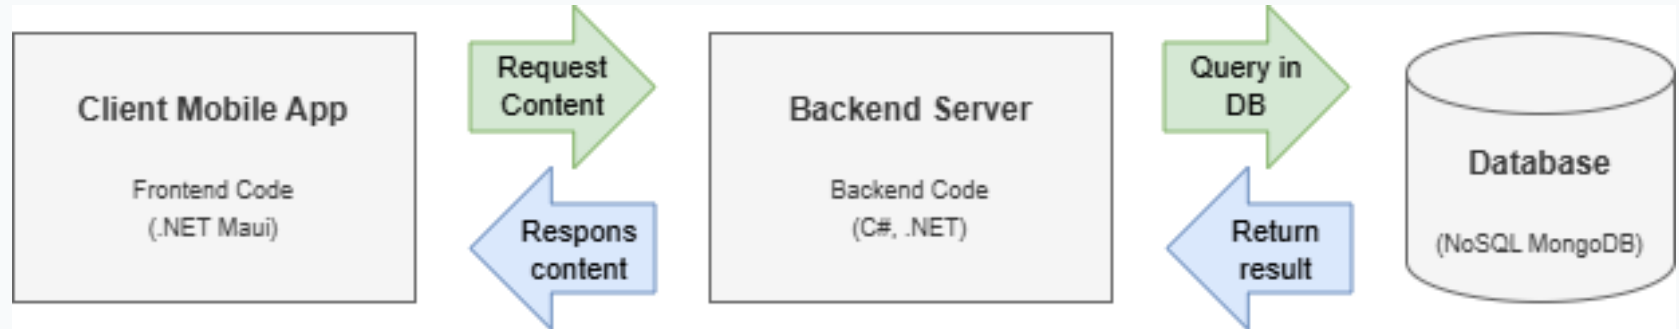 Client Mobile App
Frontend Code
(.NET Maui)
Request
Content
Respons
content
Backend Server
Backend Code
(C#, .NET)
Query in
DB
Return
result
Database
(NoSQL MongoDB)